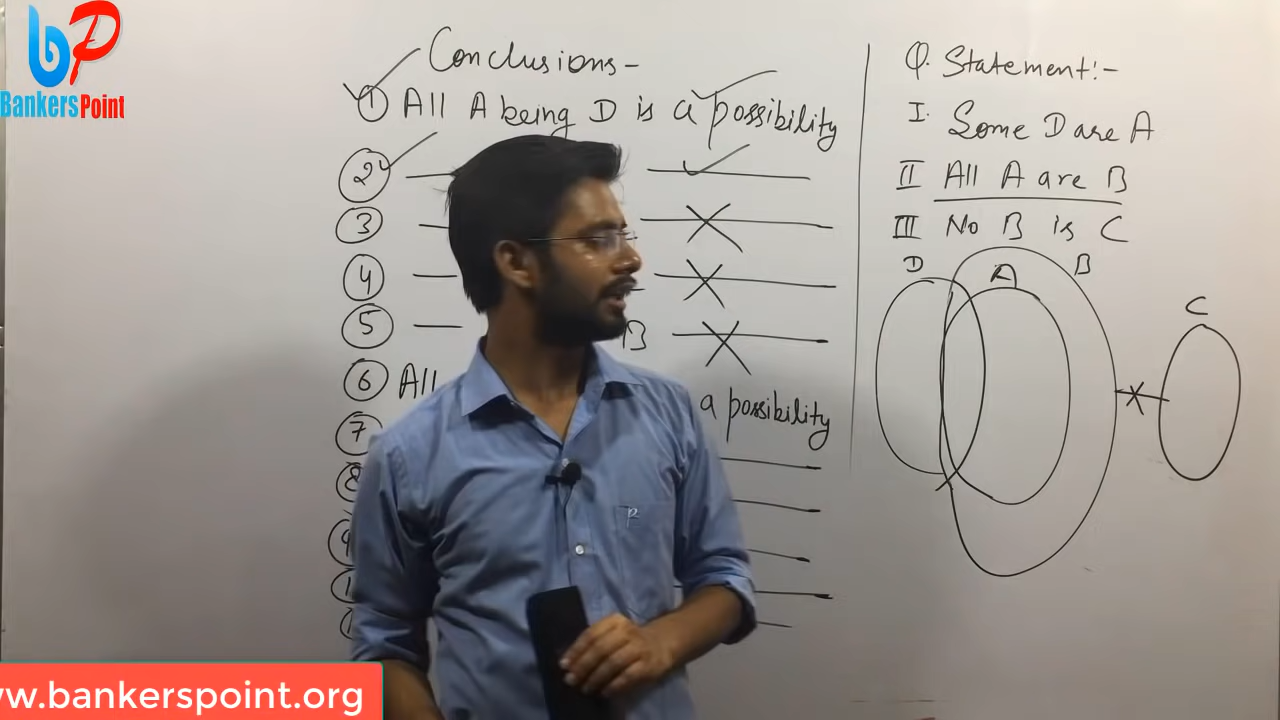 bp
BankersPoint
Conclusions-
① All A being D is a possibility
②
③
④
⑤ B
⑥ All a possibility
⑦
Q. Statement:-
I. Some D are A
II All A are B
III No B is C
D A B C
ww.bankerspoint.org